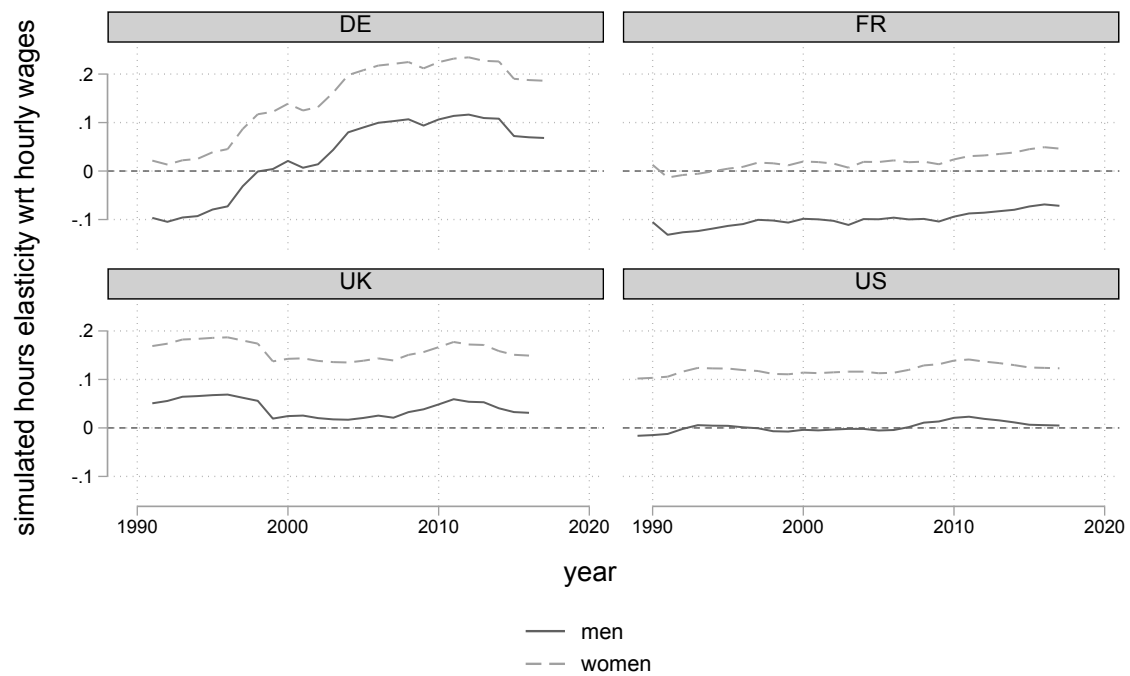 simulated hours elasticity wrt hourly wages
DE
FR
.2
.1
0
-.1
UK
US
.2
.1
0
-.1
1990 2000 2010 2020 1990 2000 2010 2020
year
men
women